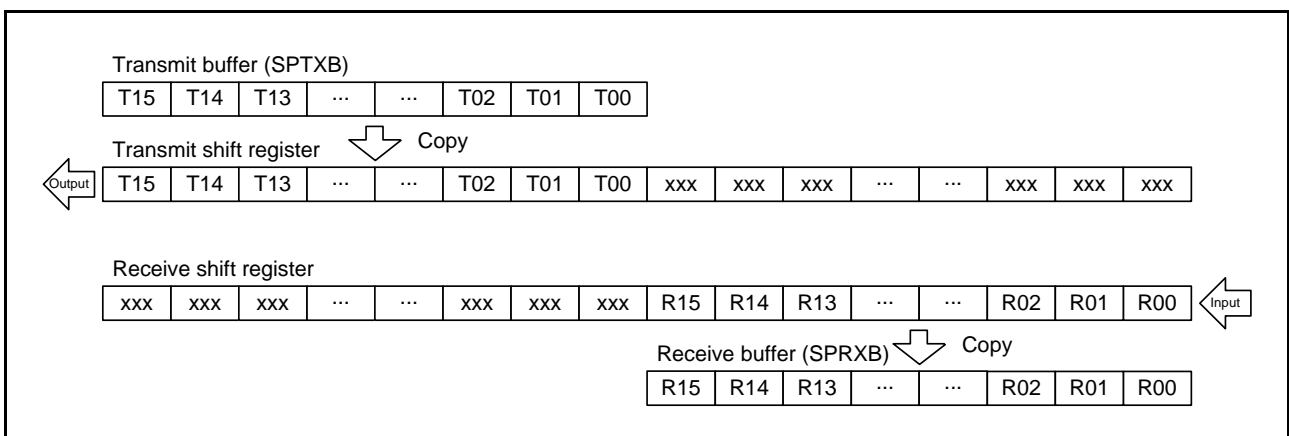 Transmit buffer (SPTXB)
T15 T14 T13 ... ... T02 T01 T00
Copy
Transmit shift register
Output T15 T14 T13 ... ... T02 T01 T00 xxx xxx xxx ... ... xxx xxx xxx
Receive shift register
xxx xxx xxx ... ... xxx xxx xxx R15 R14 R13 ... ... R02 R01 R00 Input
Copy
Receive buffer (SPRXB)
R15 R14 R13 ... ... R02 R01 R00